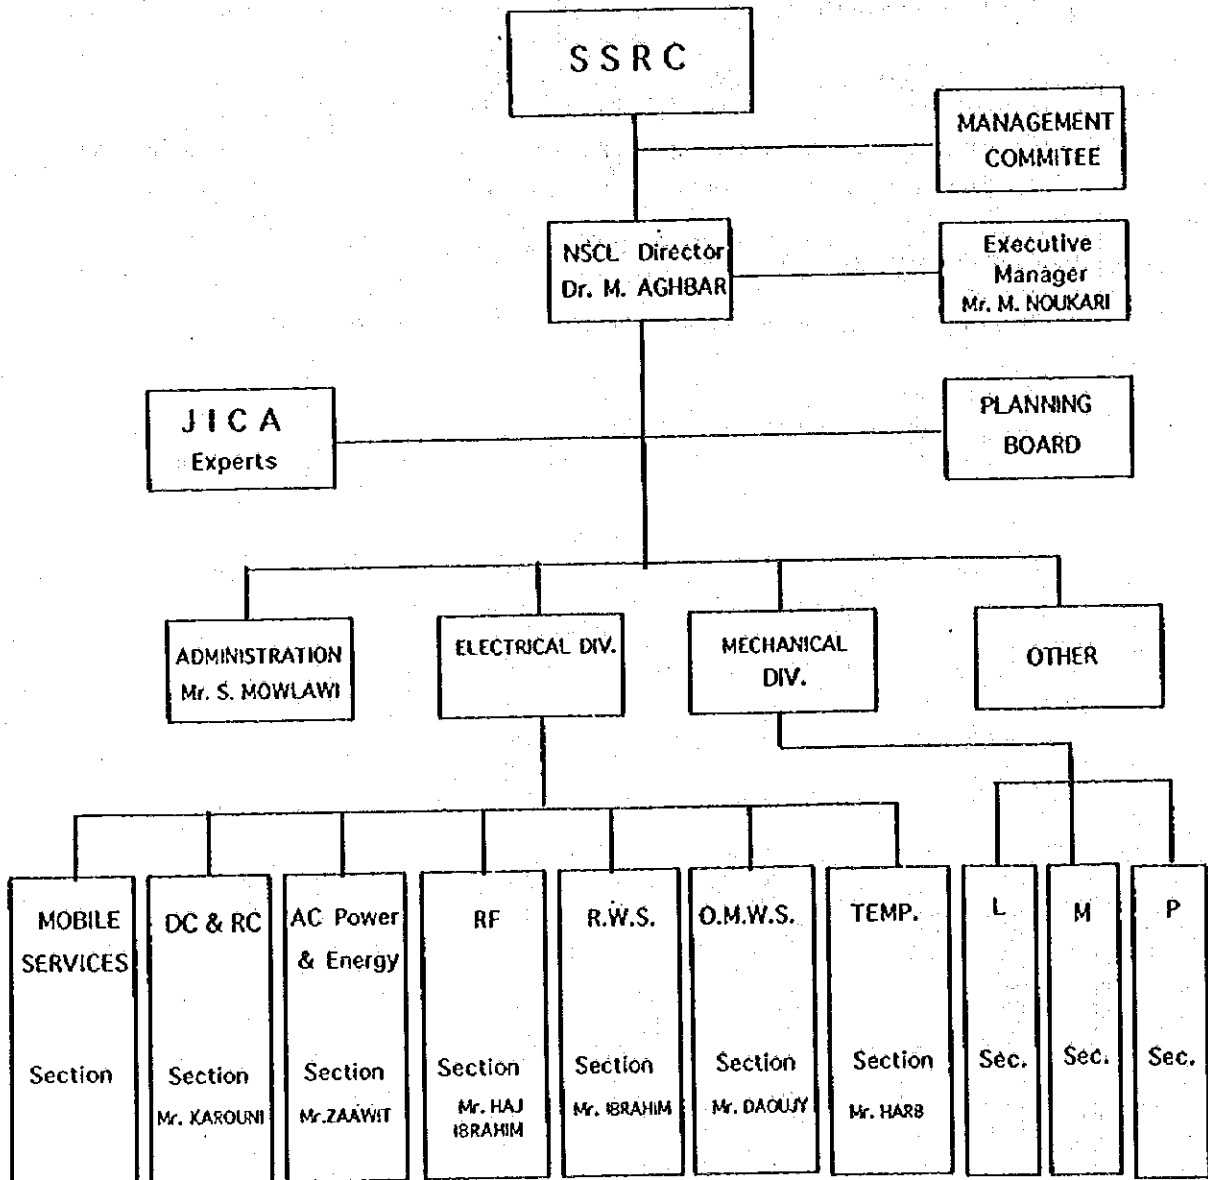 SSRC
MANAGEMENT
COMMITEE
NSCL Director
Dr. M. AGHBAR
Executive
Manager
Mr. M. NOUKARI
JICA
Experts
PLANNING
BOARD
ADMINISTRATION
Mr. S. MOWLAWI
ELECTRICAL DIV.
MECHANICAL
DIV.
OTHER
MOBILE
SERVICES
Section
DC & RC
Section
Mr. KAROUNI
AC Power
& Energy
Section
Mr.ZAAWIT
RF
Section
Mr. HAJ
IBRAHIM
R.W.S.
Section
Mr. IBRAHIM
O.M.W.S.
Section
Mr. DAOUJY
TEMP.
Section
Mr. HARB
L
Sec.
M
Sec.
P
Sec.